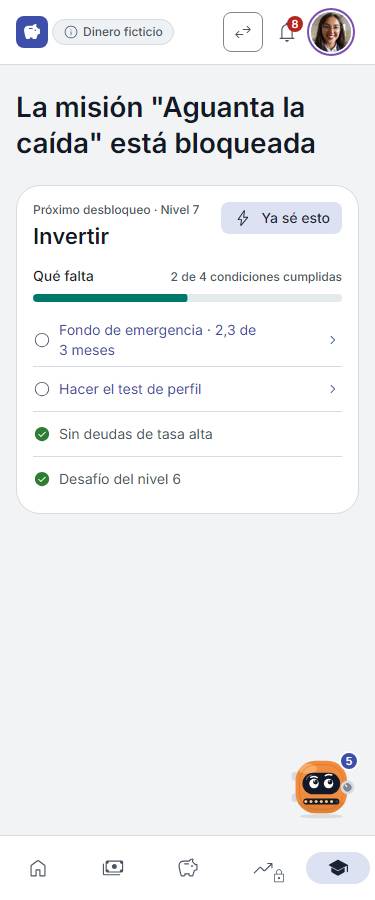 Dinero ficticio
8
La misión "Aguanta la
caída" está bloqueada
Próximo desbloqueo · Nivel 7
Invertir
Ya sé esto
Qué falta
2 de 4 condiciones cumplidas
Fondo de emergencia · 2,3 de
3 meses
Hacer el test de perfil
Sin deudas de tasa alta
Desafío del nivel 6
5